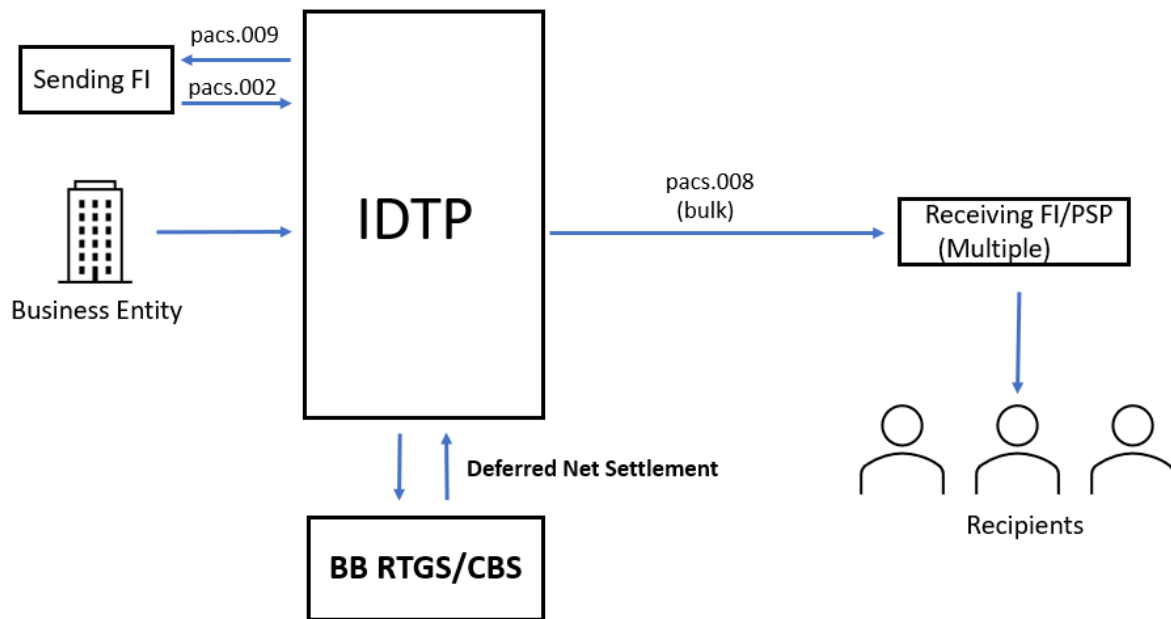 pacs.009
Sending FI
pacs.002
IDTP
pacs.008
(bulk)
Receiving FI/PSP
(Multiple)
Business Entity
Deferred Net Settlement
Recipients
BB RTGS/CBS